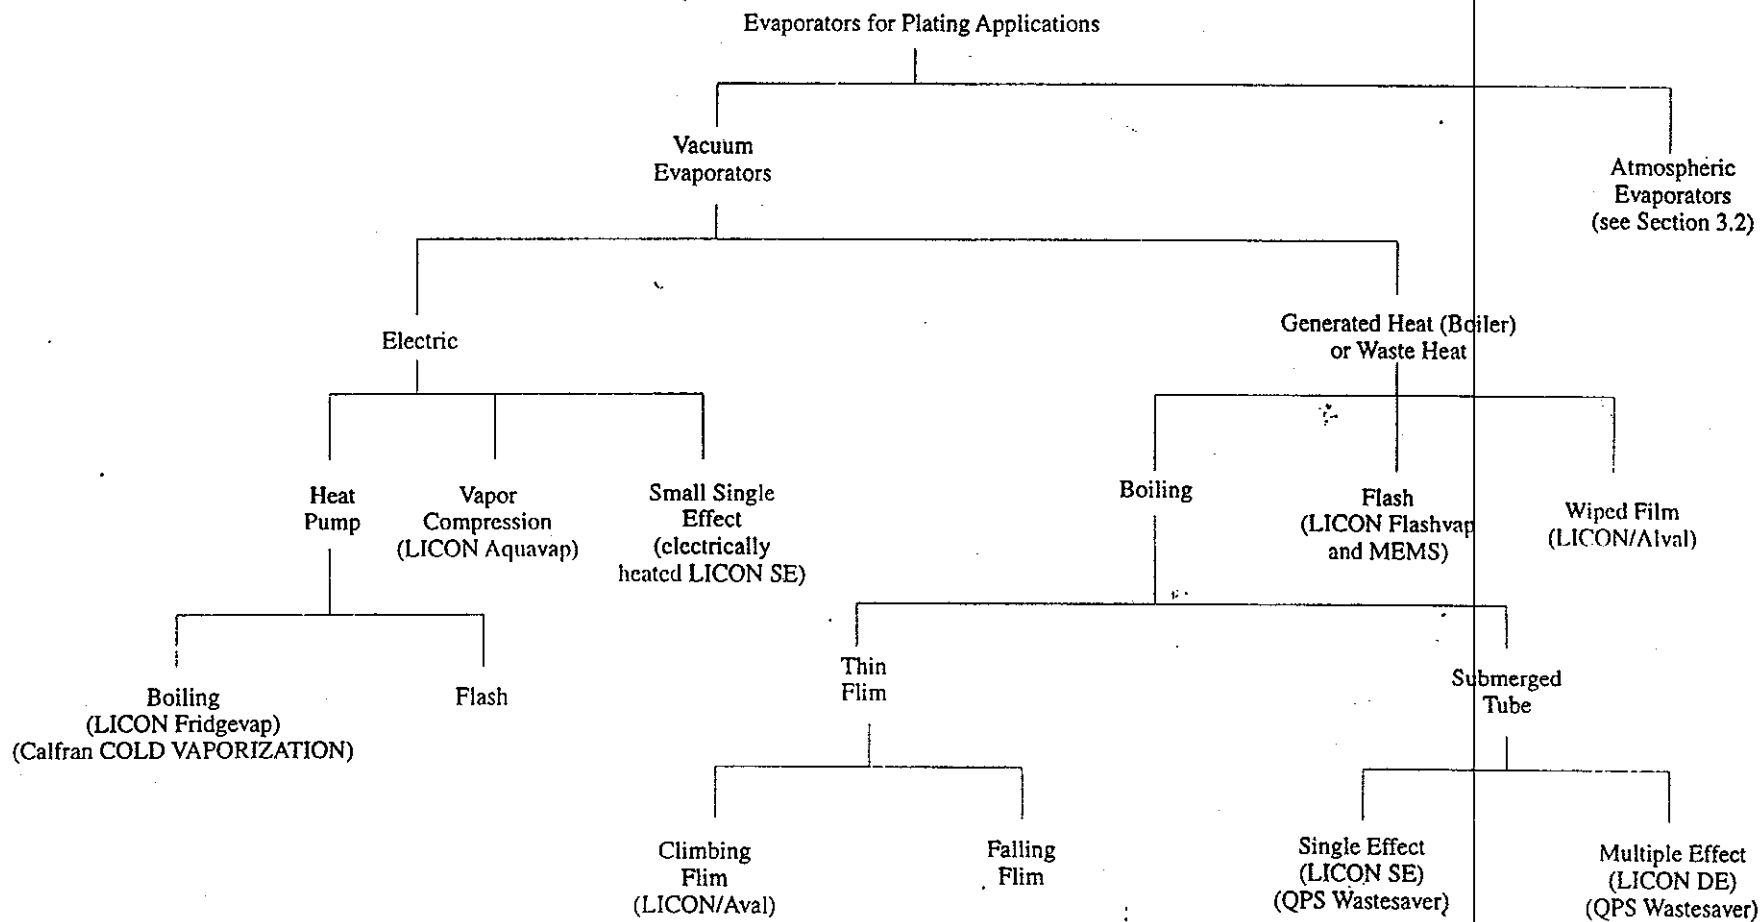 Evaporators for Plating Applications
Vacuum
Evaporators
Atmospheric
Evaporators
(see Section 3.2)
Electric
Generated Heat (Boiler)
or Waste Heat
Heat
Pump
Vapor
Compression
(LICON Aquavap)
Small Single
Effect
(electrically
heated LICON SE)
Boiling
Flash
(LICON Flashvap
and MEMS)
Wiped Film
(LICON/Alval)
Boiling
(LICON Fridgevap)
(Calfran COLD VAPORIZATION)
Flash
Thin
Flim
Submerged
Tube
Climbing
Flim
(LICON/Aval)
Falling
Flim
Single Effect
(LICON SE)
(QPS Wastesaver)
Multiple Effect
(LICON DE)
(QPS Wastesaver)